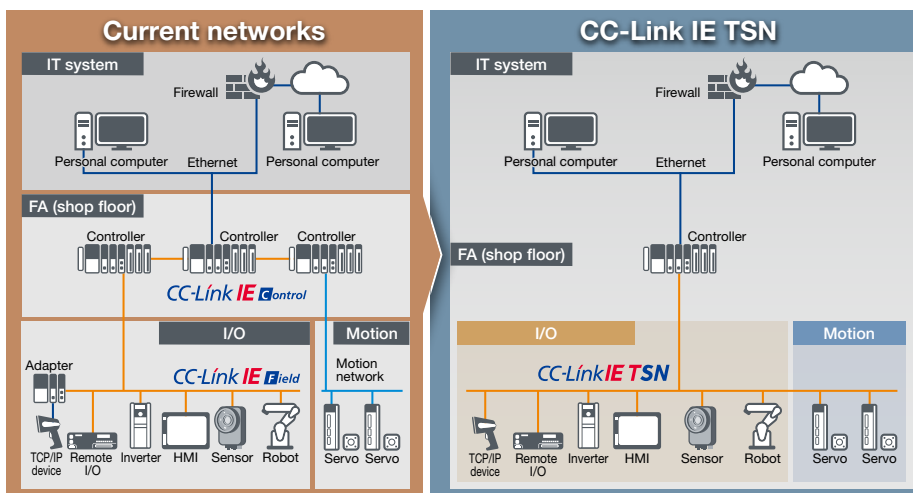 Current networks
IT system
Firewall
Personal computer
Ethernet
Personal computer
FA (shop floor)
Controller
Controller
Controller
CC-Link IE Control
I/O
Motion
Adapter
CC-Link IE Field
Motion
network
TCP/IP
device
Remote
I/O
Inverter
HMI
Sensor
Robot
Servo
Servo
CC-Link IE TSN
IT system
Firewall
Personal computer
Ethernet
Personal computer
Controller
FA (shop floor)
I/O
Motion
CC-Link IE TSN
TCP/IP
device
Remote
I/O
Inverter
HMI
Sensor
Robot
Servo
Servo